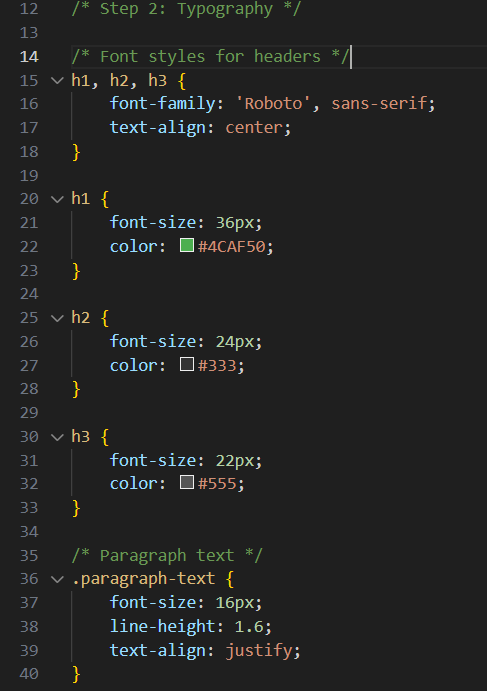 12 /* Step 2: Typography */
13
14 /* Font styles for headers */
15 h1, h2, h3 {
16     font-family: 'Roboto', sans-serif;
17     text-align: center;
18 }
19
20 h1 {
21     font-size: 36px;
22     color: #4CAF50;
23 }
24
25 h2 {
26     font-size: 24px;
27     color: #333;
28 }
29
30 h3 {
31     font-size: 22px;
32     color: #555;
33 }
34
35 /* Paragraph text */
36 .paragraph-text {
37     font-size: 16px;
38     line-height: 1.6;
39     text-align: justify;
40 }